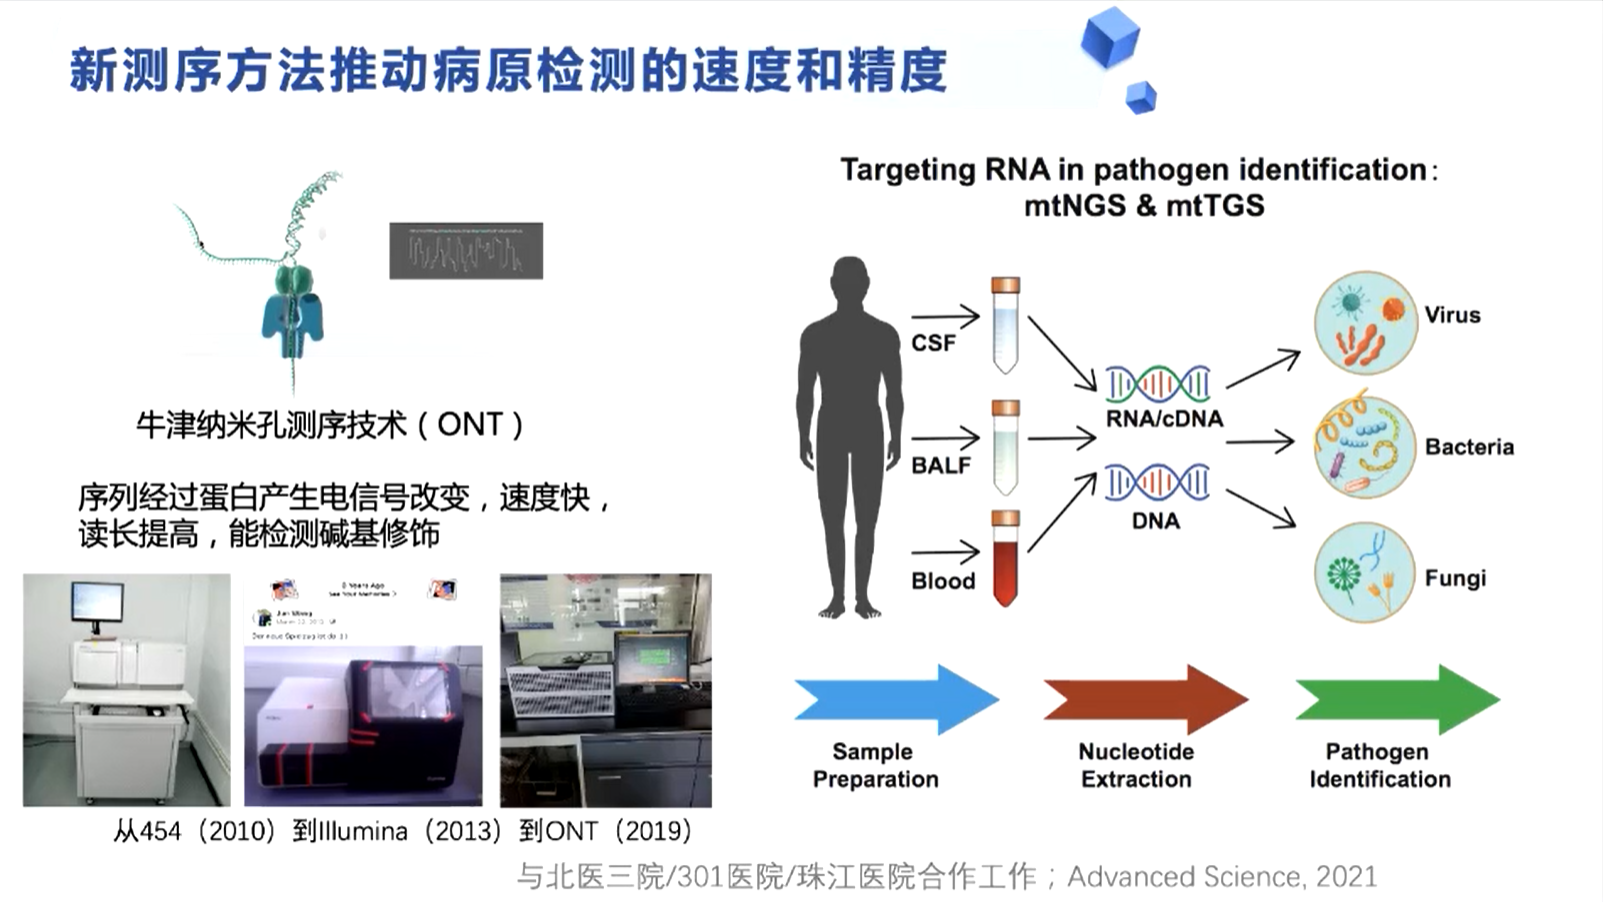 新测序方法推动病原检测的速度和精度
牛津纳米孔测序技术（ONT）
序列经过蛋白产生电信号改变，速度快，
读长提高，能检测碱基修饰
8 Years Ago
See Your Memories >
从454（2010）到Illumina（2013）到ONT（2019）
Targeting RNA in pathogen identification:
mtNGS & mtTGS
CSF
BALF
Blood
RNA/cDNA
DNA
Virus
Bacteria
Fungi
Sample
Preparation
Nucleotide
Extraction
Pathogen
Identification
与北医三院/301医院/珠江医院合作工作；Advanced Science, 2021